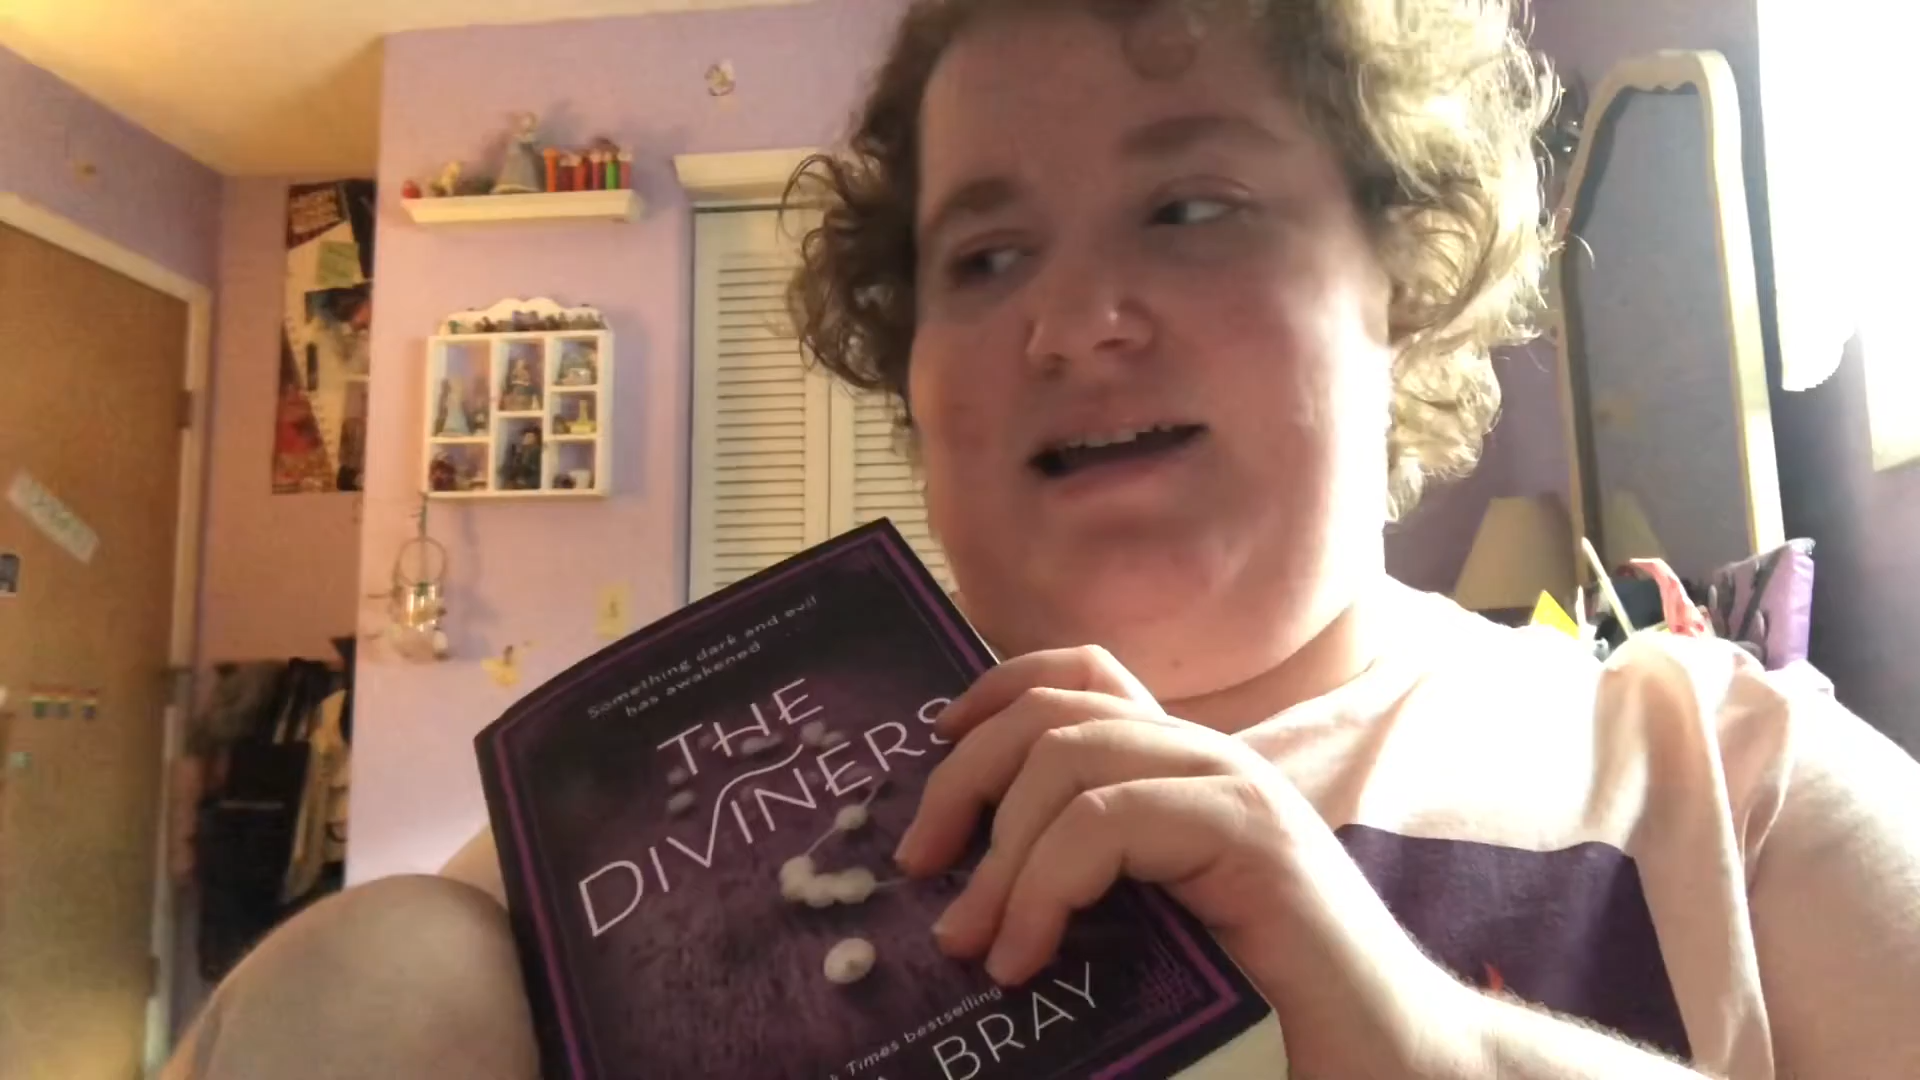 Something dark and evil
has awakened
THE
DIVINERS
Times bestselling
BRAY